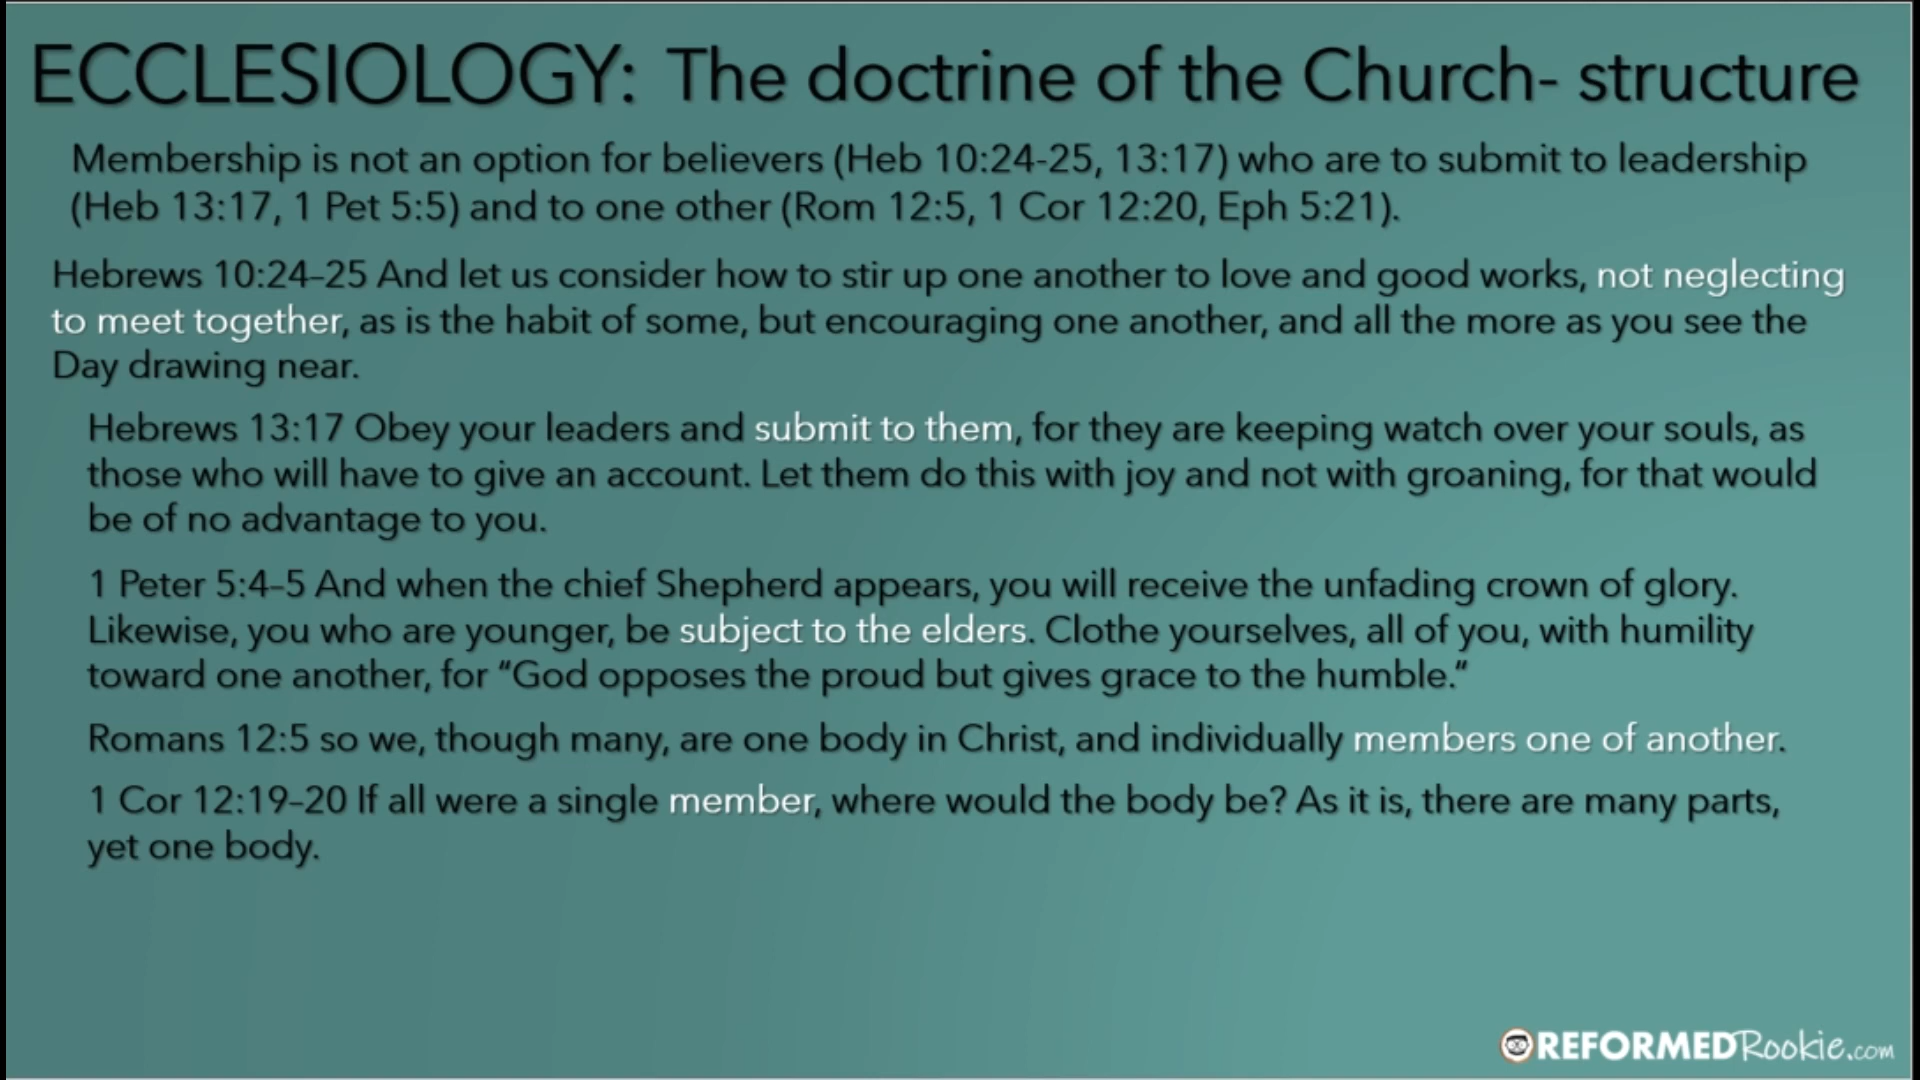 ECCLESIOLOGY: The doctrine of the Church- structure
Membership is not an option for believers (Heb 10:24-25, 13:17) who are to submit to leadership
(Heb 13:17, 1 Pet 5:5) and to one other (Rom 12:5, 1 Cor 12:20, Eph 5:21).
Hebrews 10:24–25 And let us consider how to stir up one another to love and good works, not neglecting
to meet together, as is the habit of some, but encouraging one another, and all the more as you see the
Day drawing near.
Hebrews 13:17 Obey your leaders and submit to them, for they are keeping watch over your souls, as
those who will have to give an account. Let them do this with joy and not with groaning, for that would
be of no advantage to you.
1 Peter 5:4–5 And when the chief Shepherd appears, you will receive the unfading crown of glory.
Likewise, you who are younger, be subject to the elders. Clothe yourselves, all of you, with humility
toward one another, for “God opposes the proud but gives grace to the humble.”
Romans 12:5 so we, though many, are one body in Christ, and individually members one of another.
1 Cor 12:19–20 If all were a single member, where would the body be? As it is, there are many parts,
yet one body.
REFORMEDRookie.com